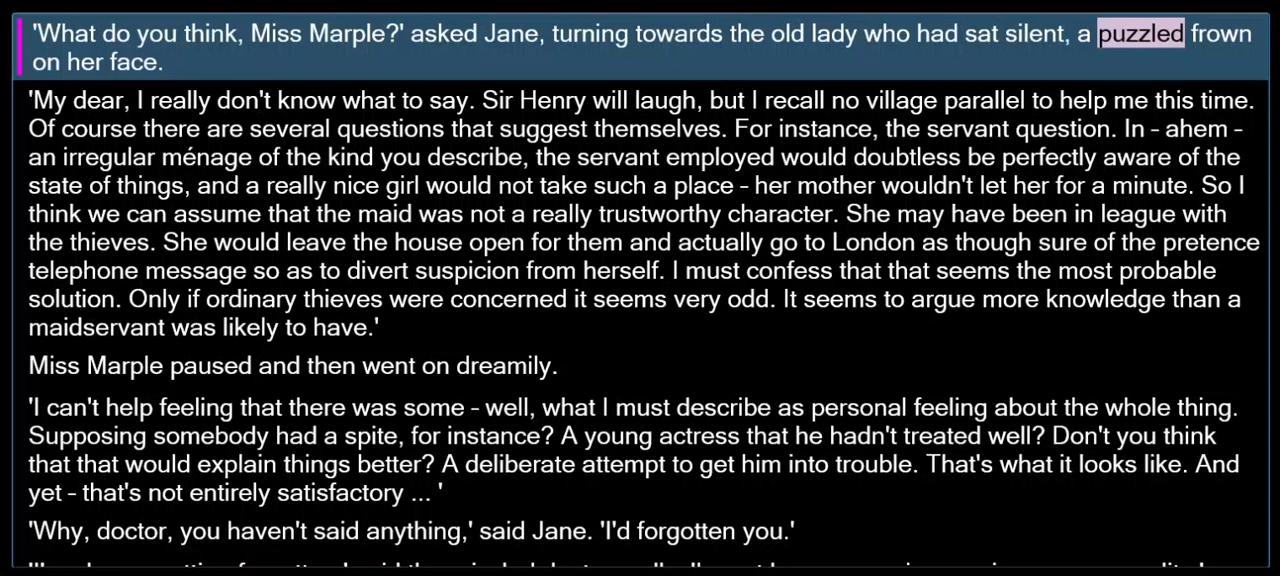 'What do you think, Miss Marple?' asked Jane, turning towards the old lady who had sat silent, a puzzled frown
on her face.
'My dear, I really don't know what to say. Sir Henry will laugh, but I recall no village parallel to help me this time.
Of course there are several questions that suggest themselves. For instance, the servant question. In - ahem -
an irregular ménage of the kind you describe, the servant employed would doubtless be perfectly aware of the
state of things, and a really nice girl would not take such a place - her mother wouldn't let her for a minute. So I
think we can assume that the maid was not a really trustworthy character. She may have been in league with
the thieves. She would leave the house open for them and actually go to London as though sure of the pretence
telephone message so as to divert suspicion from herself. I must confess that that seems the most probable
solution. Only if ordinary thieves were concerned it seems very odd. It seems to argue more knowledge than a
maidservant was likely to have.'
Miss Marple paused and then went on dreamily.
'I can't help feeling that there was some - well, what I must describe as personal feeling about the whole thing.
Supposing somebody had a spite, for instance? A young actress that he hadn't treated well? Don't you think
that that would explain things better? A deliberate attempt to get him into trouble. That's what it looks like. And
yet - that's not entirely satisfactory ... '
'Why, doctor, you haven't said anything,' said Jane. 'I'd forgotten you.'